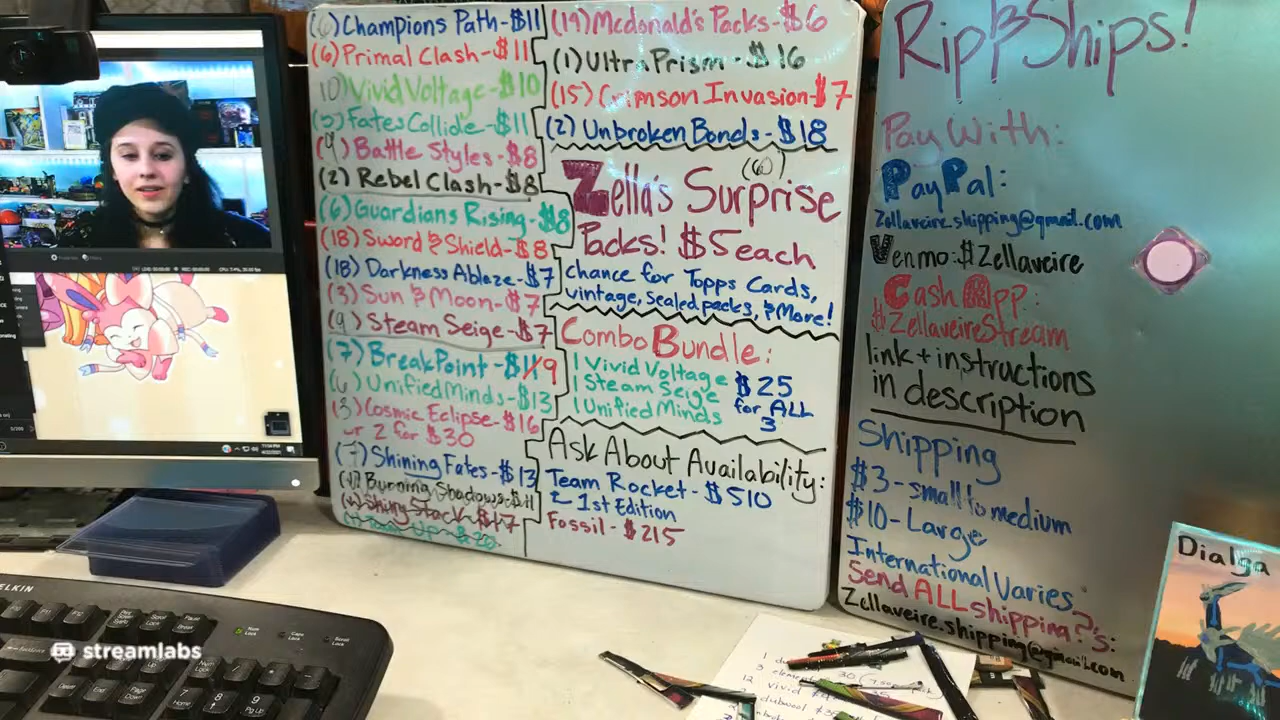 (6) Champions Path - $11
(6) Primal Clash - $11
10) Vivid Voltage - $10
(5) Fates Collide - $11
(4) Battle Styles - $8
(2) Rebel Clash - $8
(6) Guardians Rising - $8
(18) Sword & Shield - $8
(18) Darkness Ablaze - $7
(3) Sun & Moon - $7
(9) Steam Seige - $7
(7) BreakPoint - $11 9
(6) Unified Minds - $13
(3) Cosmic Eclipse - $16
or 2 for $30
(7) Shining Fates - $13
Burning Shadows - $11
Shiny Stack - $17
(19) Mcdonald's Packs - $6
(1) Ultra Prism - $16
(15) Crimson Invasion - $7
(2) Unbroken Bonds - $18
(60)
Zella's Surprise
Packs! $5 each
chance for Topps Cards,
vintage, Sealed packs, & More!
Combo Bundle:
1 Vivid Voltage
1 Steam Seige
1 Unified Minds
$25
for ALL
3
Ask About Availability:
Team Rocket - $510
1st Edition
Fossil - $215
Rip & Ships!
Pay With:
PayPal:
Zellaveire.shipping@gmail.com
Venmo: $Zellaveire
Cash App:
$ZellaveireStream
link + instructions
in description
Shipping
$3 - small to medium
$10 - Large
International Varies
Send ALL shipping ?'s:
Zellaveire.shipping@gmail.com
Dialga
ELKIN
streamlabs